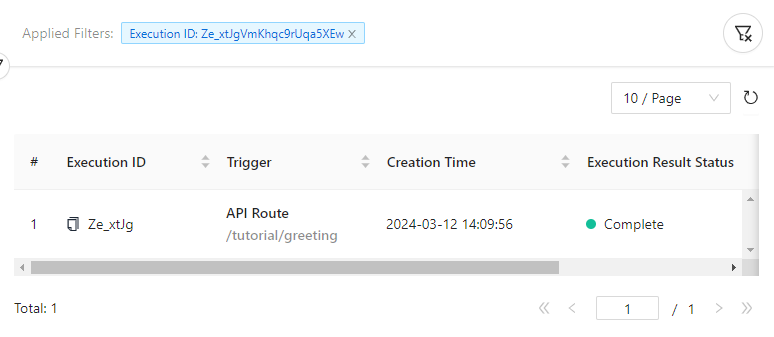 Applied Filters: Execution ID: Ze_xtJgVmKhqc9rUqa5XEw
10 / Page
# Execution ID Trigger Creation Time Execution Result Status
1 Ze_xtJg API Route /tutorial/greeting 2024-03-12 14:09:56 Complete
Total: 1 1 / 1